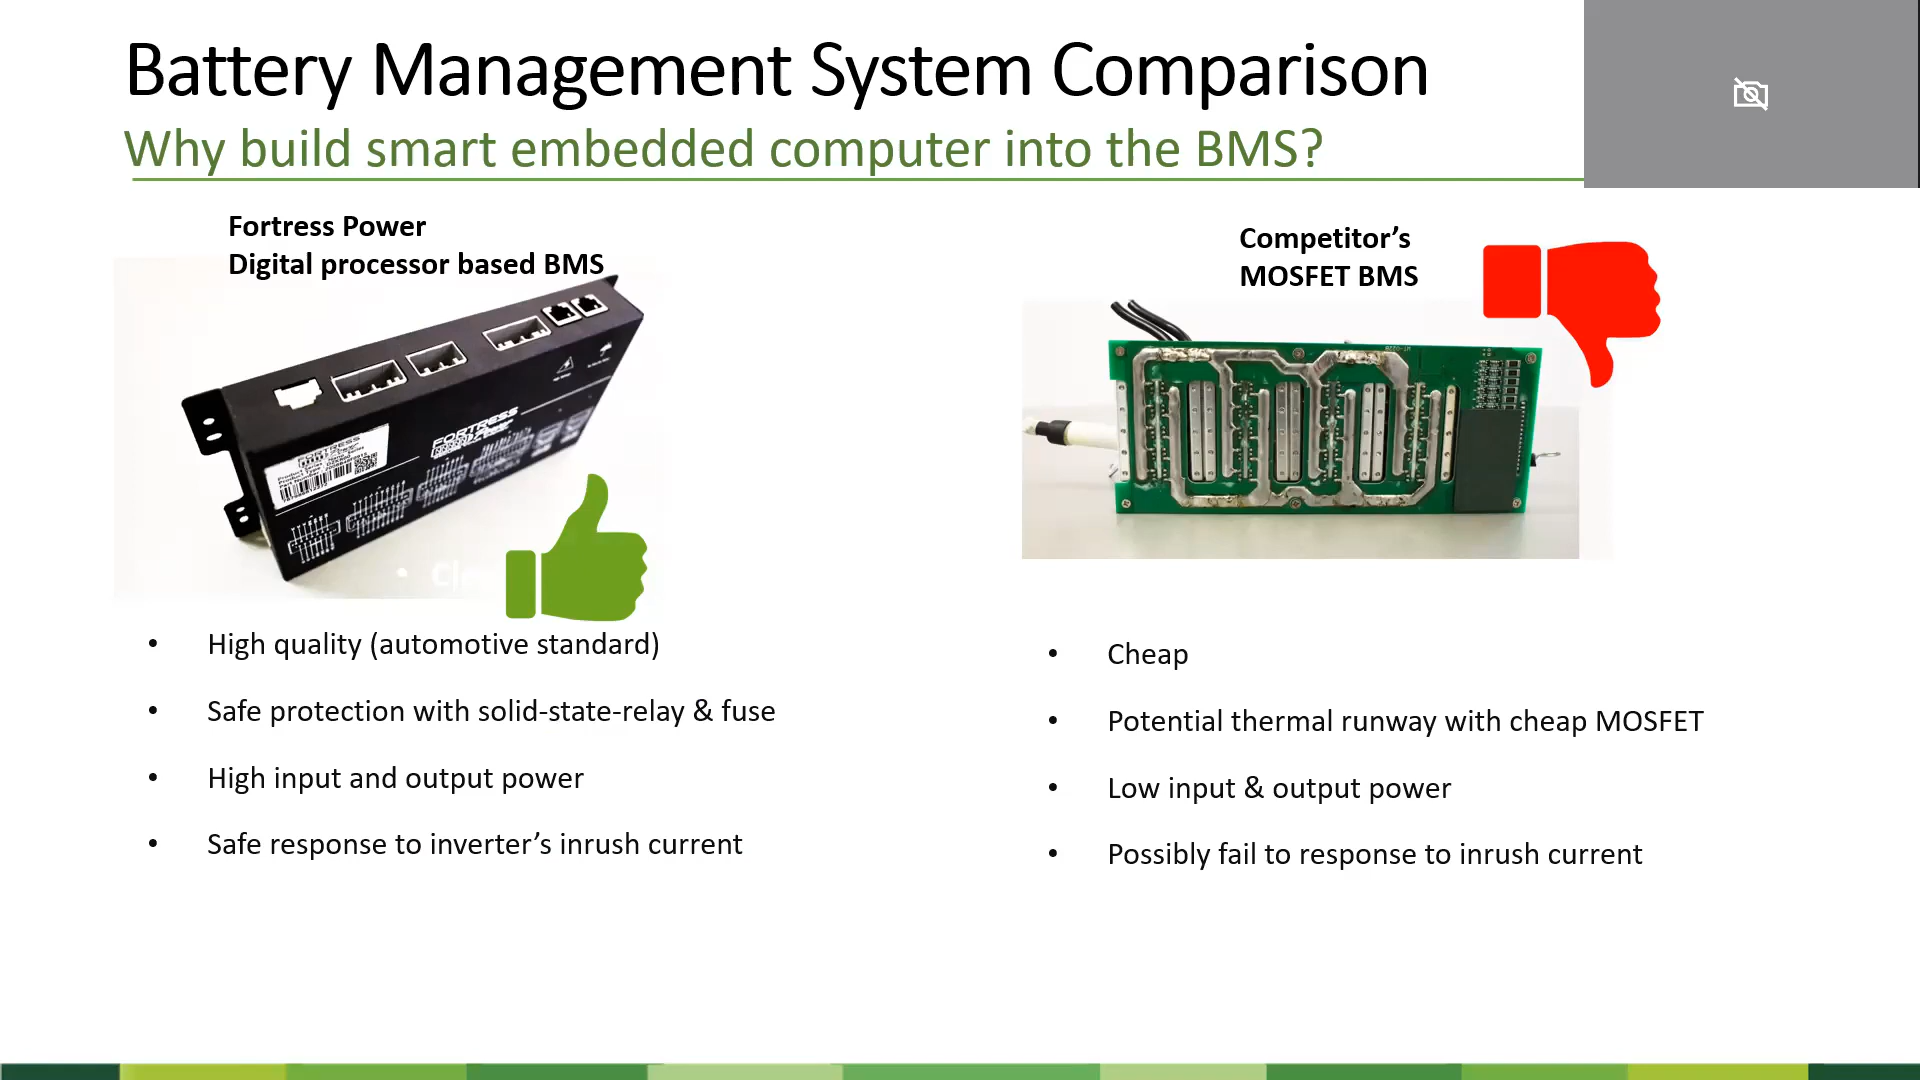 Battery Management System Comparison
Why build smart embedded computer into the BMS?
Fortress Power
Digital processor based BMS
FORTRESS
FORTRESS
Power
• High quality (automotive standard)
• Safe protection with solid-state-relay & fuse
• High input and output power
• Safe response to inverter’s inrush current
Competitor’s
MOSFET BMS
• Cheap
• Potential thermal runway with cheap MOSFET
• Low input & output power
• Possibly fail to response to inrush current